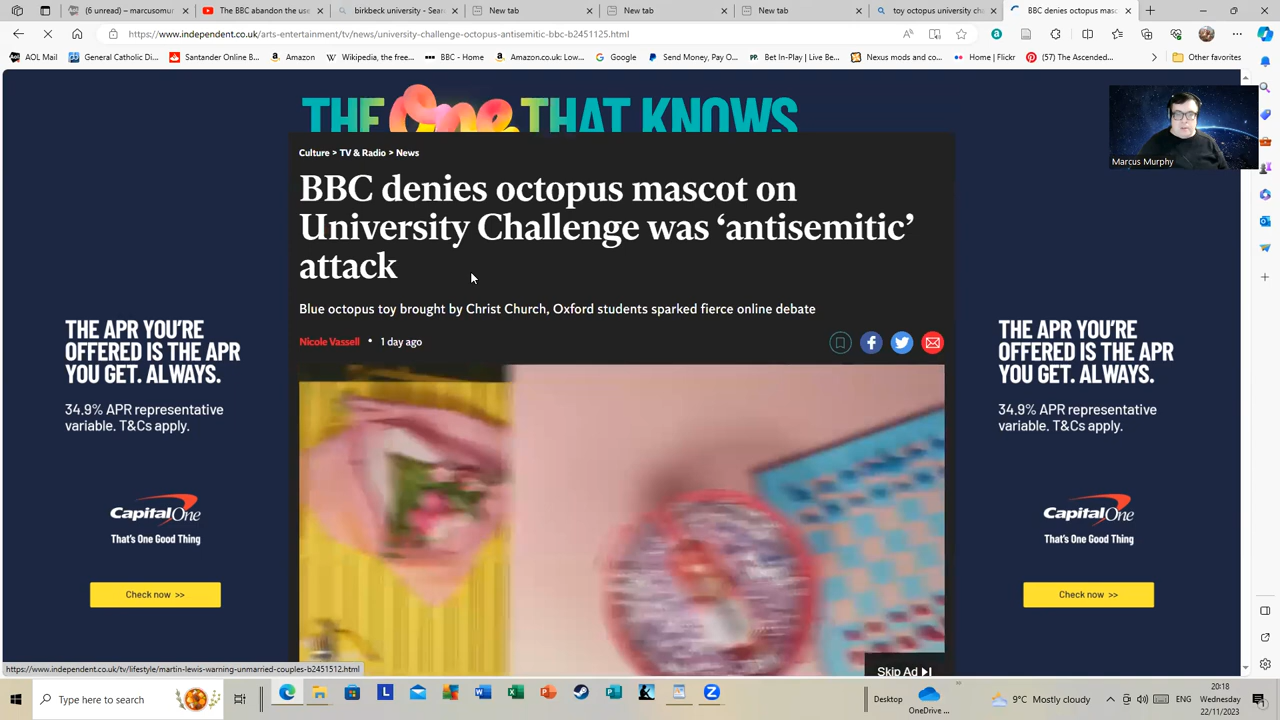 (6 unread) – marcusomur
The BBC abandon the use
birkbeck university - Sear
New tab
New tab
New tab
toy octopus university cha
BBC denies octopus masc
https://www.independent.co.uk/arts-entertainment/tv/news/university-challenge-octopus-antisemitic-bbc-b2451125.html
AOL Mail
General Catholic Di...
Santander Online B...
Amazon
Wikipedia, the free...
BBC - Home
Amazon.co.uk: Low...
Google
Send Money, Pay O...
Bet In-Play | Live Be...
Nexus mods and co...
Home | Flickr
(57) The Ascended...
Other favorites
THE One THAT KNOWS
Marcus Murphy
Culture > TV & Radio > News
BBC denies octopus mascot on
University Challenge was ‘antisemitic’
attack
Blue octopus toy brought by Christ Church, Oxford students sparked fierce online debate
Nicole Vassell • 1 day ago
THE APR YOU'RE
OFFERED IS THE APR
YOU GET. ALWAYS.
34.9% APR representative
variable. T&Cs apply.
Capital One
That's One Good Thing
Check now >>
THE APR YOU'RE
OFFERED IS THE APR
YOU GET. ALWAYS.
34.9% APR representative
variable. T&Cs apply.
Capital One
That's One Good Thing
Check now >>
Skip Ad
https://www.independent.co.uk/tv/lifestyle/martin-lewis-warning-unmarried-couples-b2451512.html
Type here to search
Desktop
OneDrive ...
9°C Mostly cloudy
ENG
20:18
Wednesday
22/11/2023